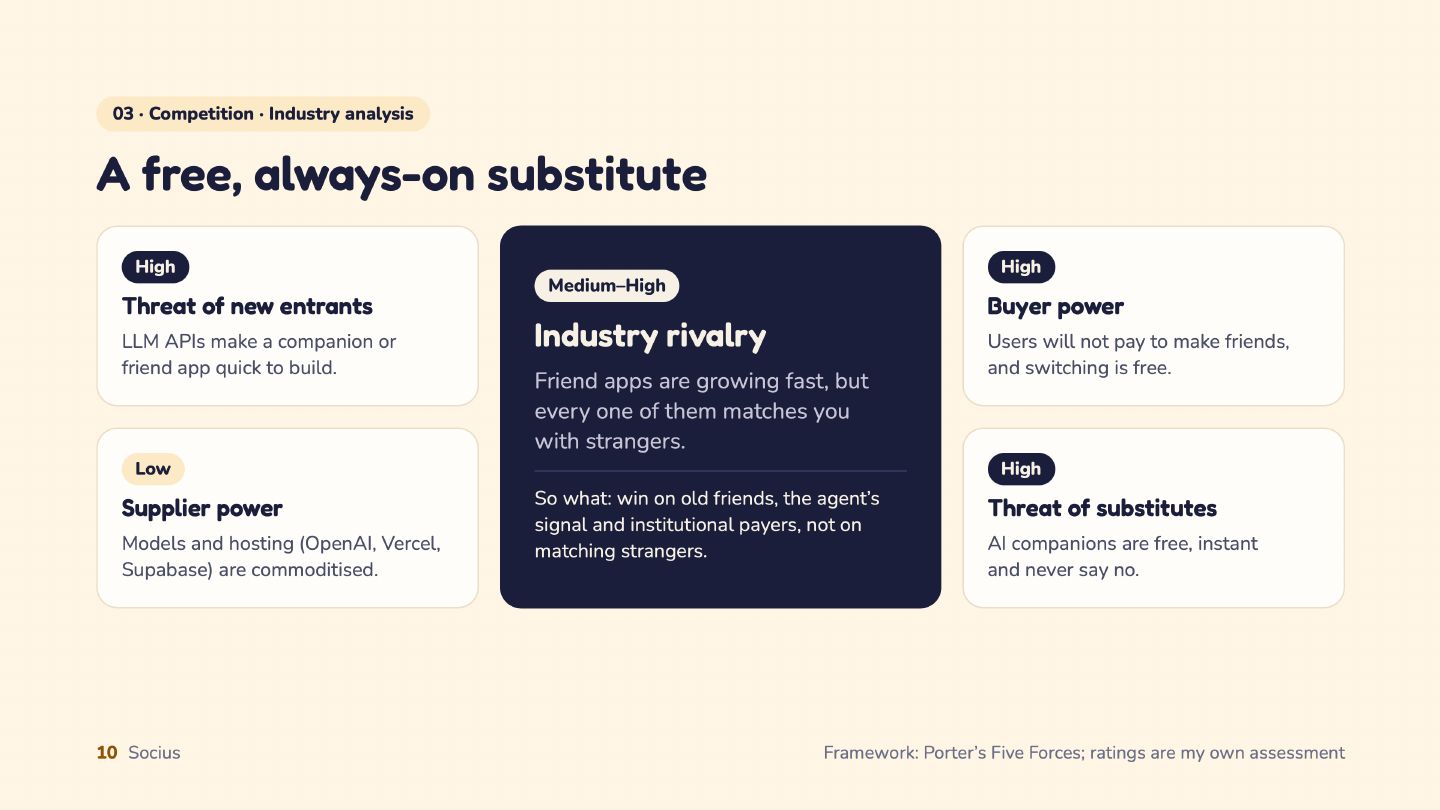 03 · Competition · Industry analysis
A free, always-on substitute
High
Threat of new entrants
LLM APIs make a companion or
friend app quick to build.
Low
Supplier power
Models and hosting (OpenAI, Vercel,
Supabase) are commoditised.
Medium–High
Industry rivalry
Friend apps are growing fast, but
every one of them matches you
with strangers.
So what: win on old friends, the agent’s
signal and institutional payers, not on
matching strangers.
High
Buyer power
Users will not pay to make friends,
and switching is free.
High
Threat of substitutes
AI companions are free, instant
and never say no.
10 Socius
Framework: Porter’s Five Forces; ratings are my own assessment